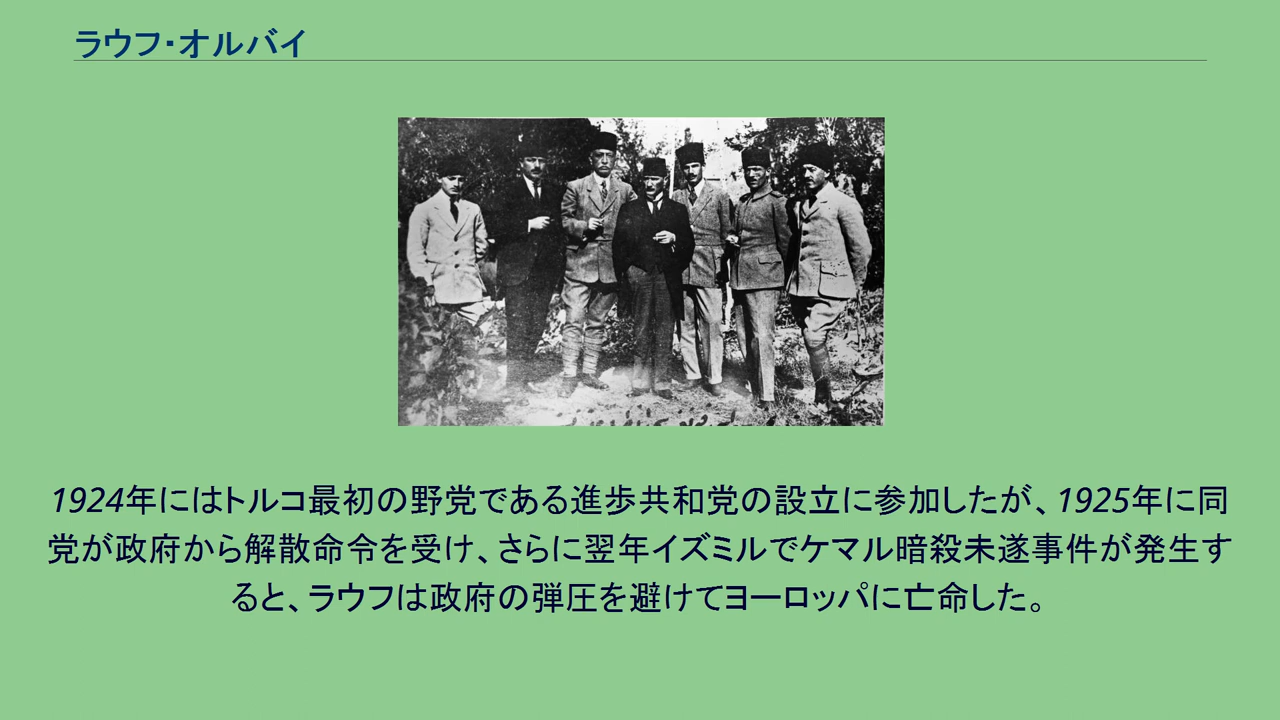 ラウフ・オルバイ
1924年にはトルコ最初の野党である進歩共和党の設立に参加したが、1925年に同
党が政府から解散命令を受け、さらに翌年イズミルでケマル暗殺未遂事件が発生す
ると、ラウフは政府の弾圧を避けてヨーロッパに亡命した。